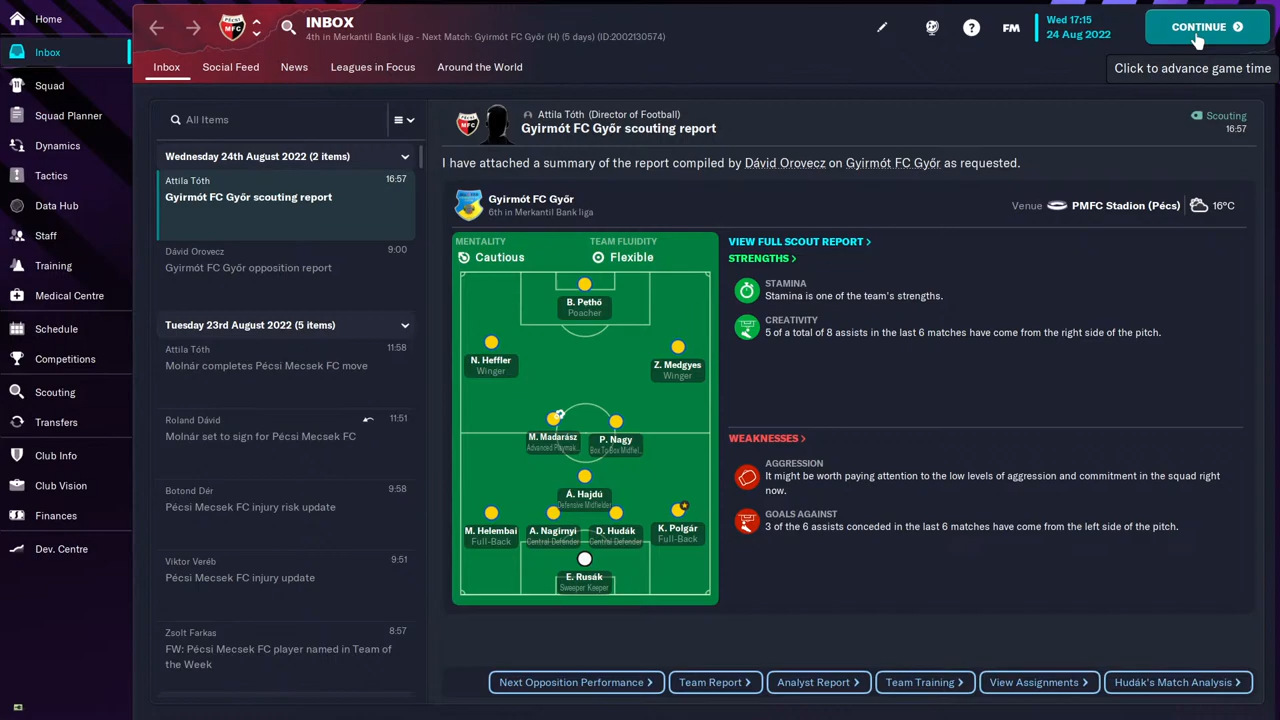 Home
Inbox
Squad
Squad Planner
Dynamics
Tactics
Data Hub
Staff
Training
Medical Centre
Schedule
Competitions
Scouting
Transfers
Club Info
Club Vision
Finances
Dev. Centre
INBOX
4th in Merkantil Bank liga - Next Match: Gyirmót FC Győr (H) (5 days) (ID:2002130574)
FM
Wed 17:15
24 Aug 2022
CONTINUE
Click to advance game time
Inbox
Social Feed
News
Leagues in Focus
Around the World
All Items
Wednesday 24th August 2022 (2 items)
Attila Tóth 16:57
Gyirmót FC Győr scouting report
Dávid Orovecz 9:00
Gyirmót FC Győr opposition report
Tuesday 23rd August 2022 (5 items)
Attila Tóth 11:58
Molnár completes Pécsi Mecsek FC move
Roland Dávid 11:51
Molnár set to sign for Pécsi Mecsek FC
Botond Dér 9:58
Pécsi Mecsek FC injury risk update
Viktor Veréb 9:51
Pécsi Mecsek FC injury update
Zsolt Farkas 8:57
FW: Pécsi Mecsek FC player named in Team of
the Week
Attila Tóth (Director of Football)
Gyirmót FC Győr scouting report
Scouting
16:57
I have attached a summary of the report compiled by Dávid Orovecz on Gyirmót FC Győr as requested.
Gyirmót FC Győr
6th in Merkantil Bank liga
Venue PMFC Stadion (Pécs) 16°C
MENTALITY
Cautious
TEAM FLUIDITY
Flexible
B. Pethő
Poacher
N. Heffler
Winger
Z. Medgyes
Winger
M. Madarász
Advanced Playmak...
P. Nagy
Box To Box Midfiel...
Á. Hajdú
Defensive Midfielder
M. Helembai
Full-Back
A. Nagirnyi
Central Defender
D. Hudák
Central Defender
K. Polgár
Full-Back
E. Rusák
Sweeper Keeper
VIEW FULL SCOUT REPORT
STRENGTHS
STAMINA
Stamina is one of the team's strengths.
CREATIVITY
5 of a total of 8 assists in the last 6 matches have come from the right side of the pitch.
WEAKNESSES
AGGRESSION
It might be worth paying attention to the low levels of aggression and commitment in the squad right
now.
GOALS AGAINST
3 of the 6 assists conceded in the last 6 matches have come from the left side of the pitch.
Next Opposition Performance
Team Report
Analyst Report
Team Training
View Assignments
Hudák's Match Analysis